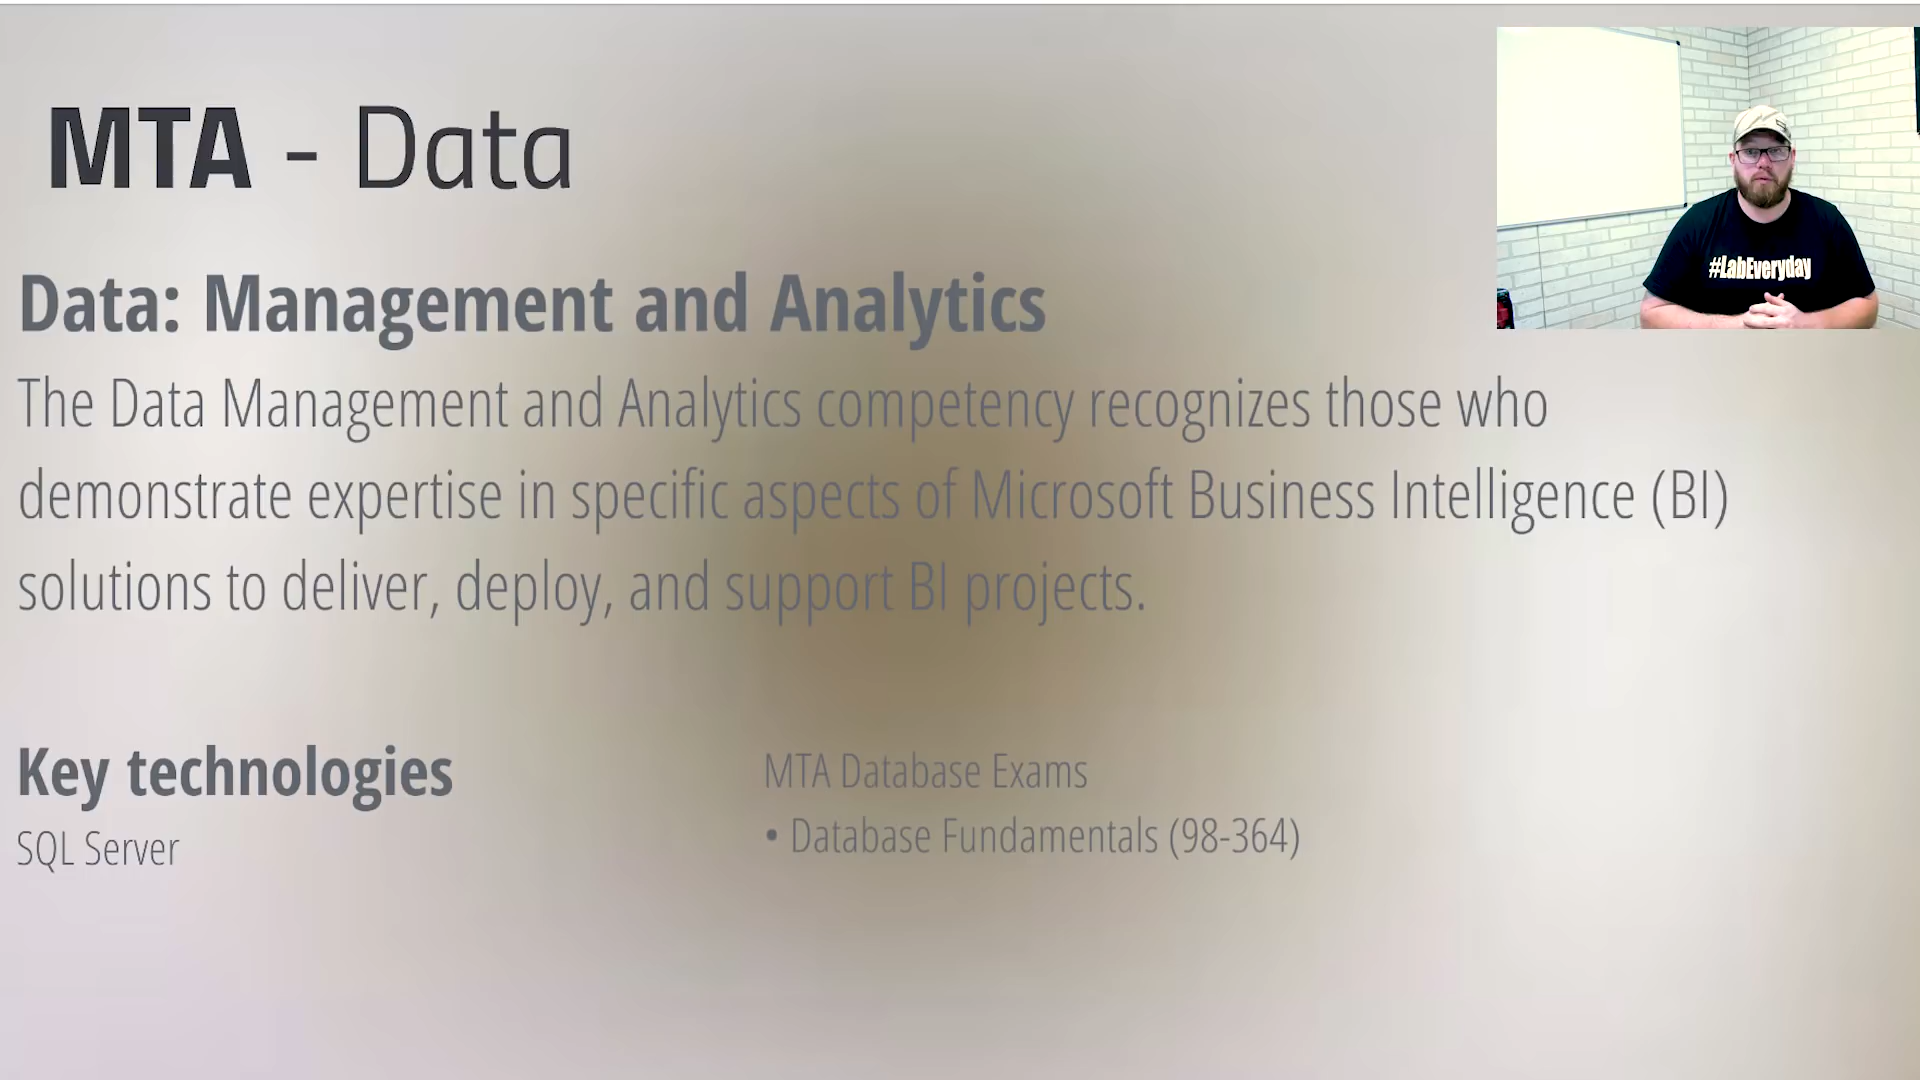 MTA - Data
#LabEveryday
Data: Management and Analytics
The Data Management and Analytics competency recognizes those who
demonstrate expertise in specific aspects of Microsoft Business Intelligence (BI)
solutions to deliver, deploy, and support BI projects.
Key technologies
SQL Server
MTA Database Exams
• Database Fundamentals (98-364)